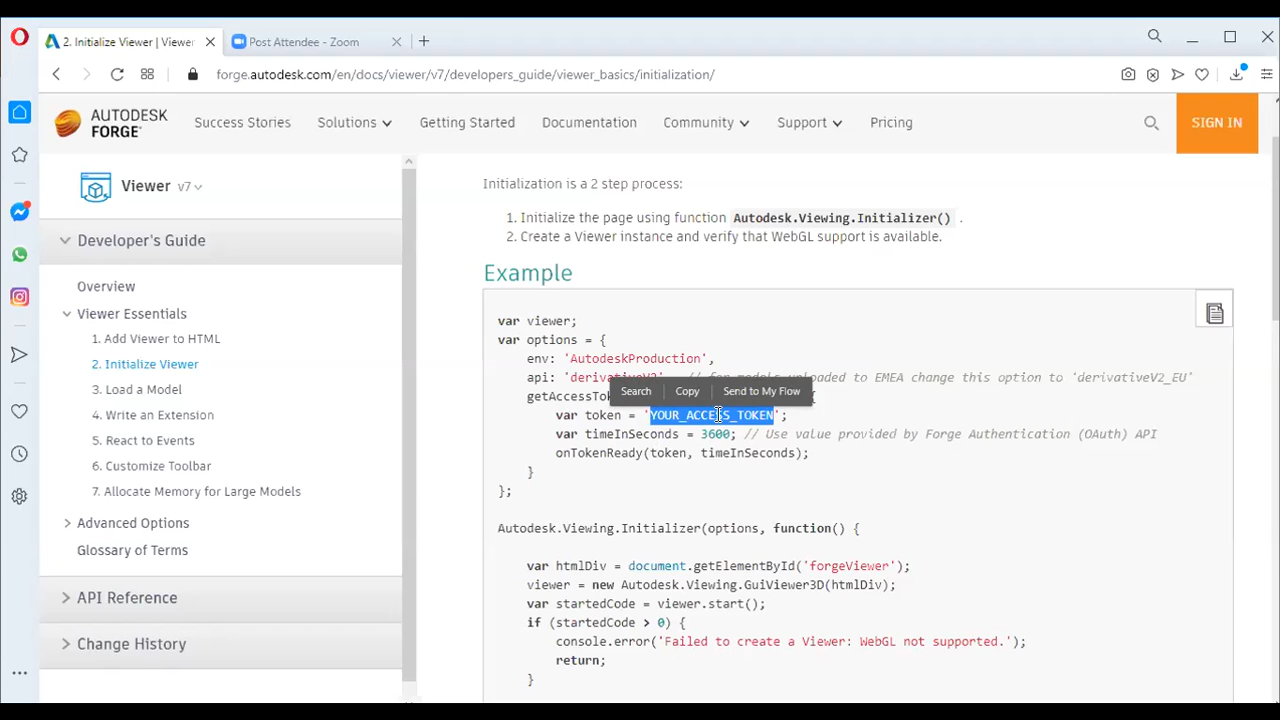 2. Initialize Viewer | Viewer
Post Attendee - Zoom
forge.autodesk.com/en/docs/viewer/v7/developers_guide/viewer_basics/initialization/
AUTODESK FORGE
Success Stories
Solutions
Getting Started
Documentation
Community
Support
Pricing
SIGN IN
Viewer v7
Developer's Guide
Overview
Viewer Essentials
1. Add Viewer to HTML
2. Initialize Viewer
3. Load a Model
4. Write an Extension
5. React to Events
6. Customize Toolbar
7. Allocate Memory for Large Models
Advanced Options
Glossary of Terms
API Reference
Change History
Initialization is a 2 step process:
1. Initialize the page using function Autodesk.Viewing.Initializer() .
2. Create a Viewer instance and verify that WebGL support is available.
Example
var viewer;
var options = {
env: 'AutodeskProduction',
api: 'derivativeV2', // for models uploaded to EMEA change this option to 'derivativeV2_EU'
Search
Copy
Send to My Flow
getAccessTok {
var token = 'YOUR_ACCESS_TOKEN';
var timeInSeconds = 3600; // Use value provided by Forge Authentication (OAuth) API
onTokenReady(token, timeInSeconds);
}
};
Autodesk.Viewing.Initializer(options, function() {
var htmlDiv = document.getElementById('forgeViewer');
viewer = new Autodesk.Viewing.GuiViewer3D(htmlDiv);
var startedCode = viewer.start();
if (startedCode > 0) {
console.error('Failed to create a Viewer: WebGL not supported.');
return;
}